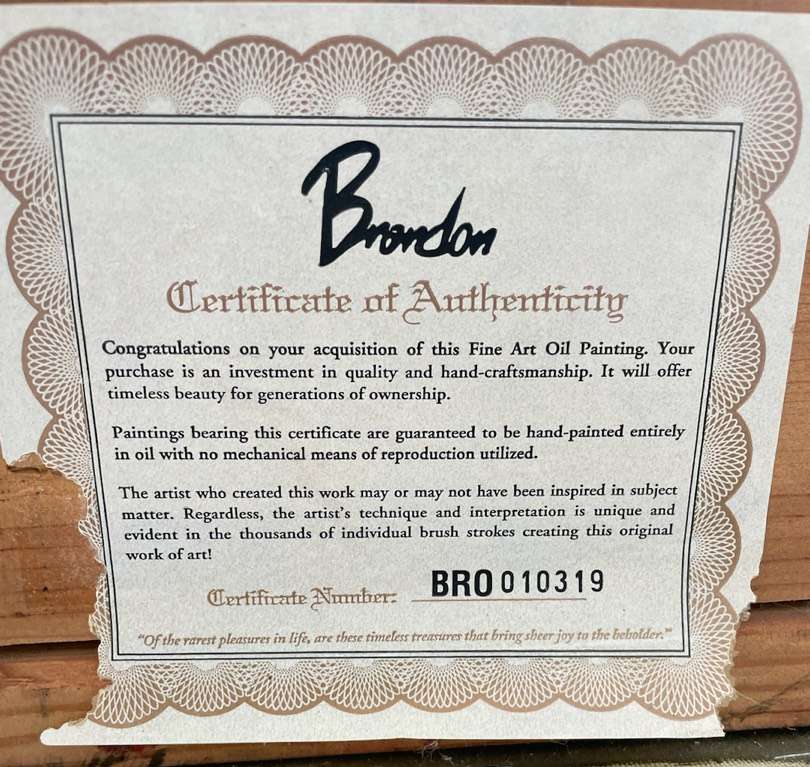 Brandon
Certificate of Authenticity
Congratulations on your acquisition of this Fine Art Oil Painting. Your
purchase is an investment in quality and hand-craftsmanship. It will offer
timeless beauty for generations of ownership.
Paintings bearing this certificate are guaranteed to be hand-painted entirely
in oil with no mechanical means of reproduction utilized.
The artist who created this work may or may not have been inspired in subject
matter. Regardless, the artist's technique and interpretation is unique and
evident in the thousands of individual brush strokes creating this original
work of art!
Certificate Number: BRO 010319
"Of the rarest pleasures in life, are these timeless treasures that bring sheer joy to the beholder."